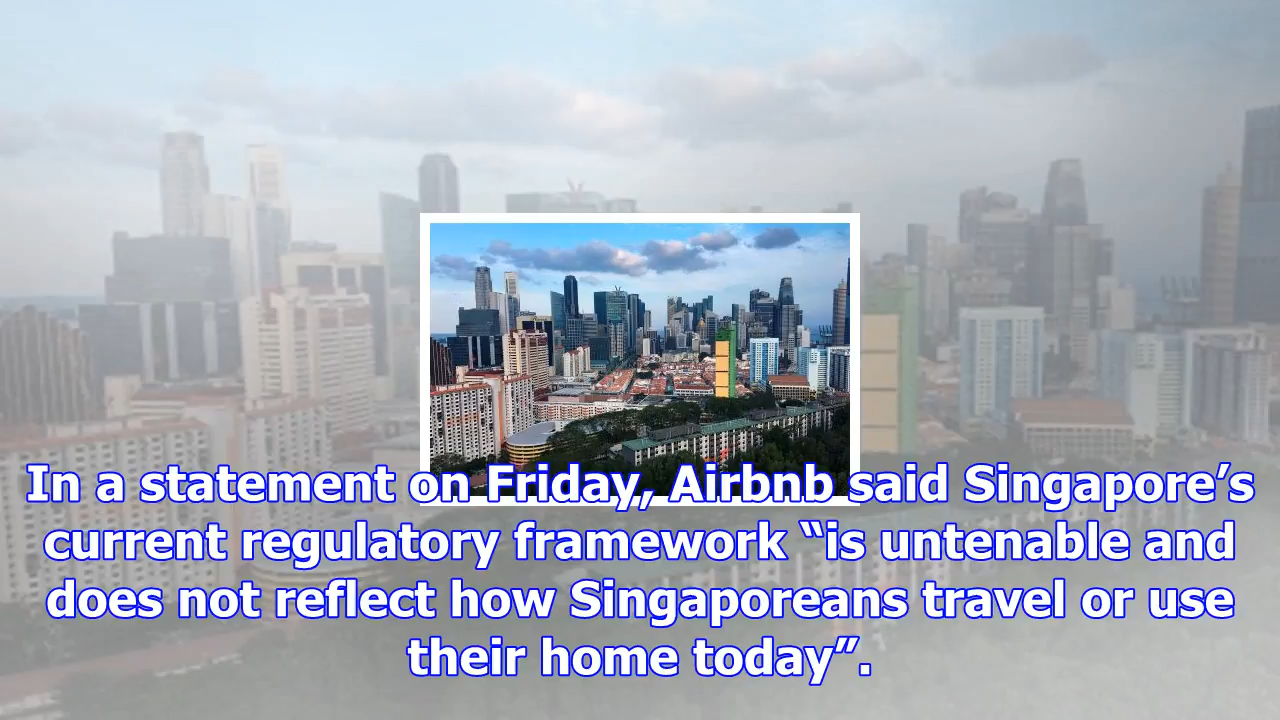 In a statement on Friday, Airbnb said Singapore’s
current regulatory framework “is untenable and
does not reflect how Singaporeans travel or use
their home today”.